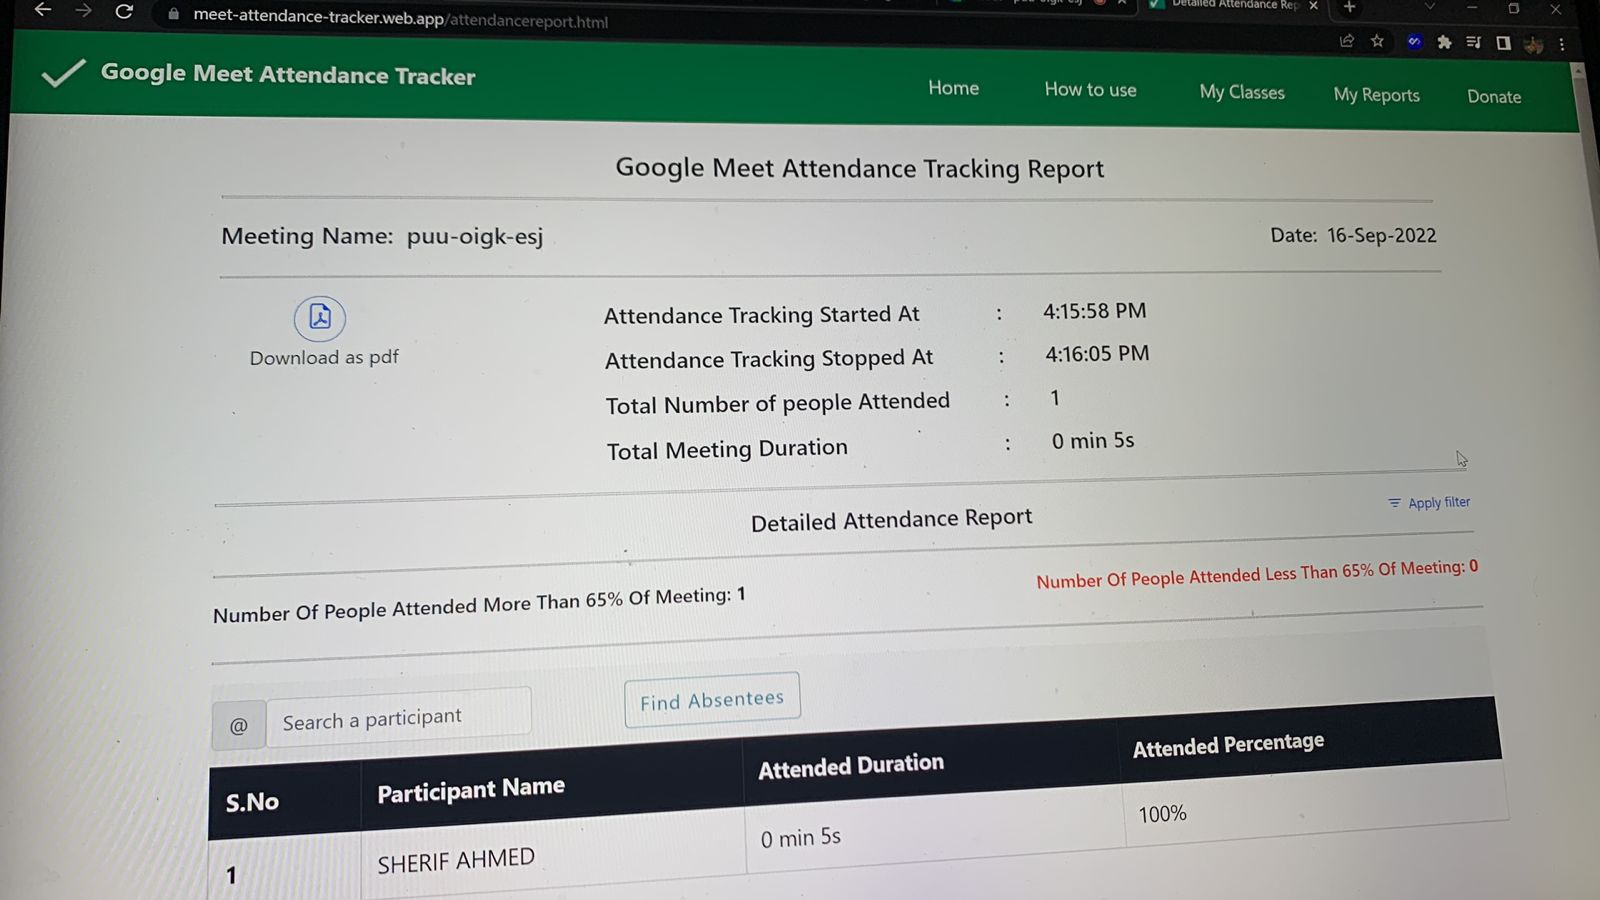 Detailed Attendance Rep
meet-attendance-tracker.web.app/attendancereport.html
Google Meet Attendance Tracker
Home How to use My Classes My Reports Donate
Google Meet Attendance Tracking Report
Meeting Name: puu-oigk-esj Date: 16-Sep-2022
Download as pdf
Attendance Tracking Started At : 4:15:58 PM
Attendance Tracking Stopped At : 4:16:05 PM
Total Number of people Attended : 1
Total Meeting Duration : 0 min 5s
Detailed Attendance Report
Apply filter
Number Of People Attended More Than 65% Of Meeting: 1
Number Of People Attended Less Than 65% Of Meeting: 0
@ Search a participant
Find Absentees
S.No Participant Name Attended Duration Attended Percentage
1 SHERIF AHMED 0 min 5s 100%